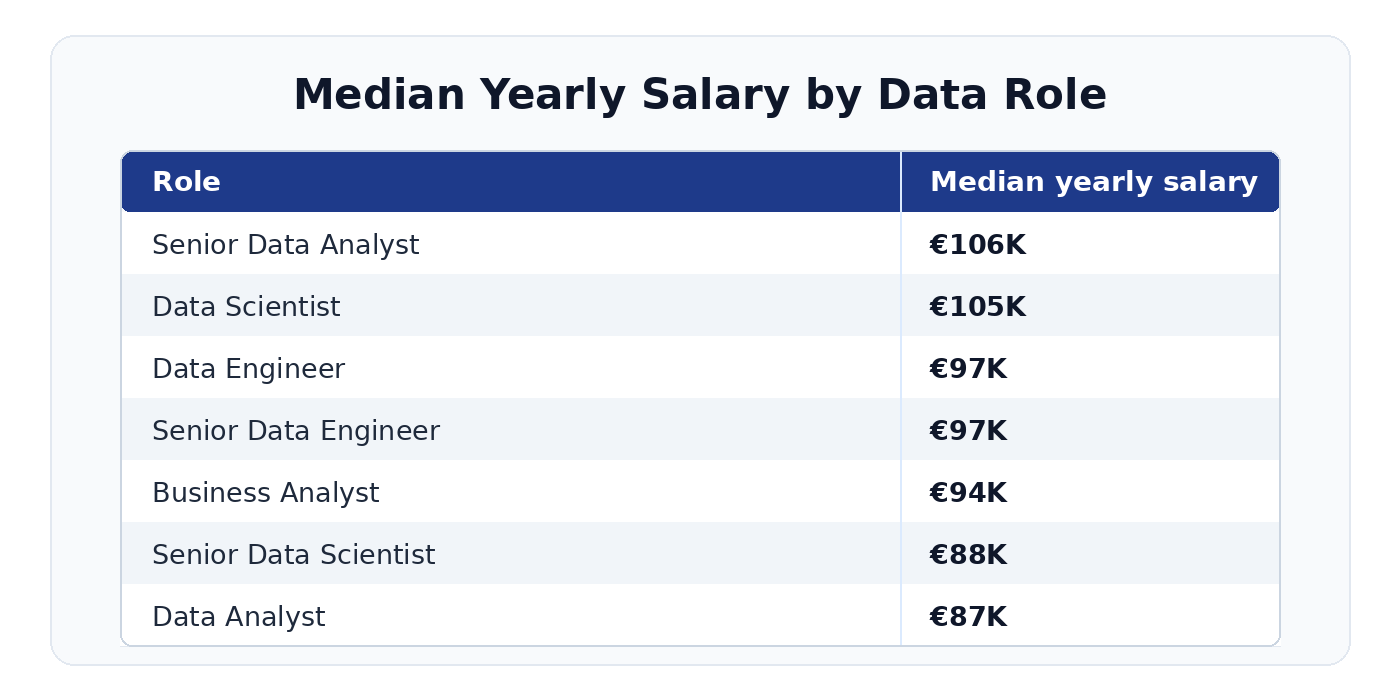 Median Yearly Salary by Data Role
Role Median yearly salary
Senior Data Analyst €106K
Data Scientist €105K
Data Engineer €97K
Senior Data Engineer €97K
Business Analyst €94K
Senior Data Scientist €88K
Data Analyst €87K